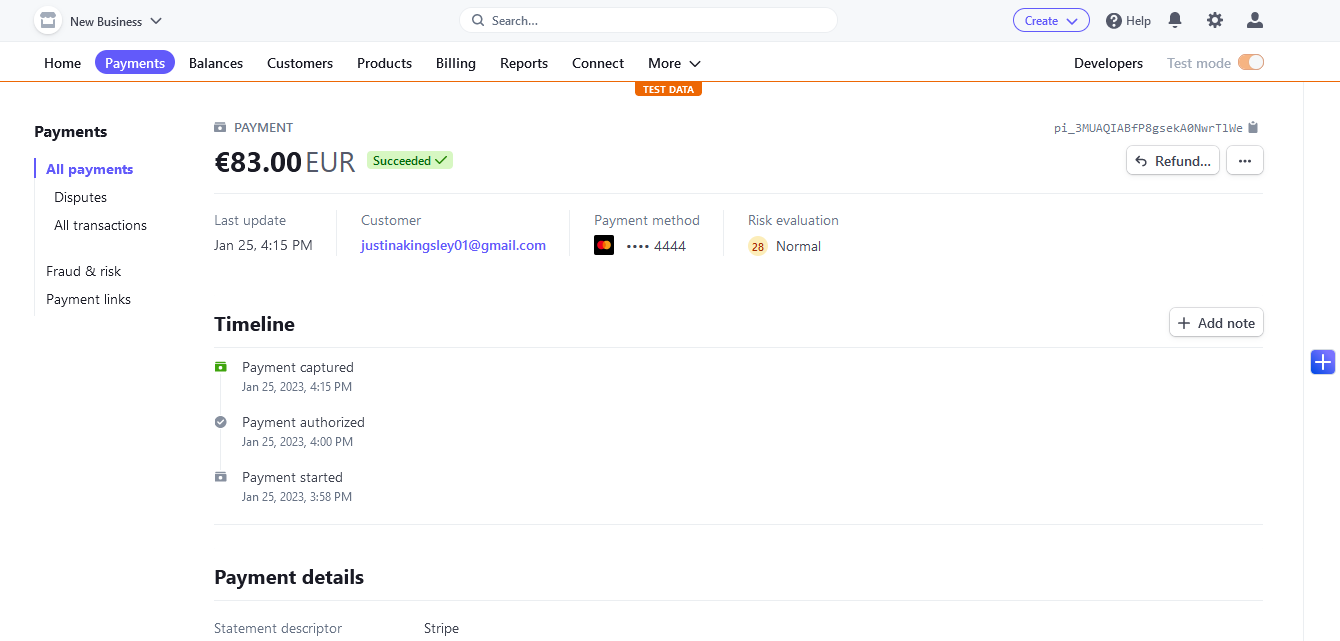 New Business
Search...
Create
Help
Home
Payments
Balances
Customers
Products
Billing
Reports
Connect
More
Developers
Test mode
TEST DATA
Payments
All payments
Disputes
All transactions
Fraud & risk
Payment links
PAYMENT
pi_3MUAQIABfP8gsekA0NwrTlWe
€83.00 EUR
Succeeded
Refund...
Last update
Jan 25, 4:15 PM
Customer
justinakingsley01@gmail.com
Payment method
•••• 4444
Risk evaluation
28 Normal
Timeline
Add note
Payment captured
Jan 25, 2023, 4:15 PM
Payment authorized
Jan 25, 2023, 4:00 PM
Payment started
Jan 25, 2023, 3:58 PM
Payment details
Statement descriptor
Stripe